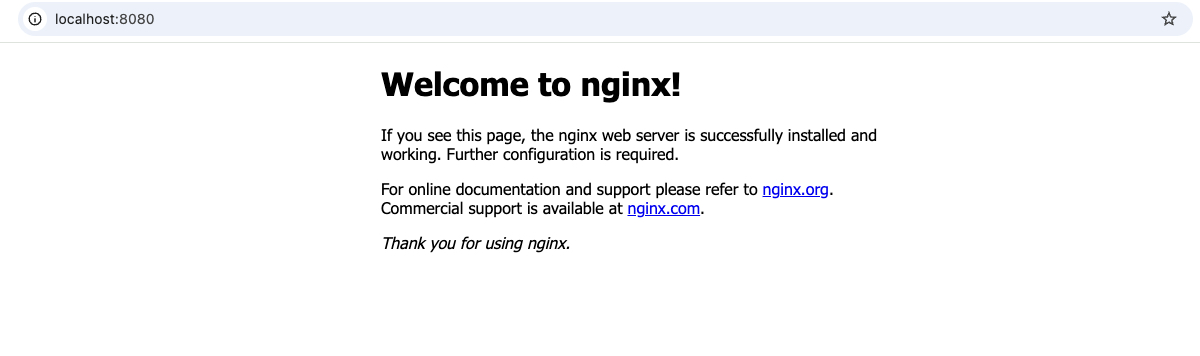 localhost:8080
Welcome to nginx!
If you see this page, the nginx web server is successfully installed and
working. Further configuration is required.
For online documentation and support please refer to nginx.org.
Commercial support is available at nginx.com.
Thank you for using nginx.